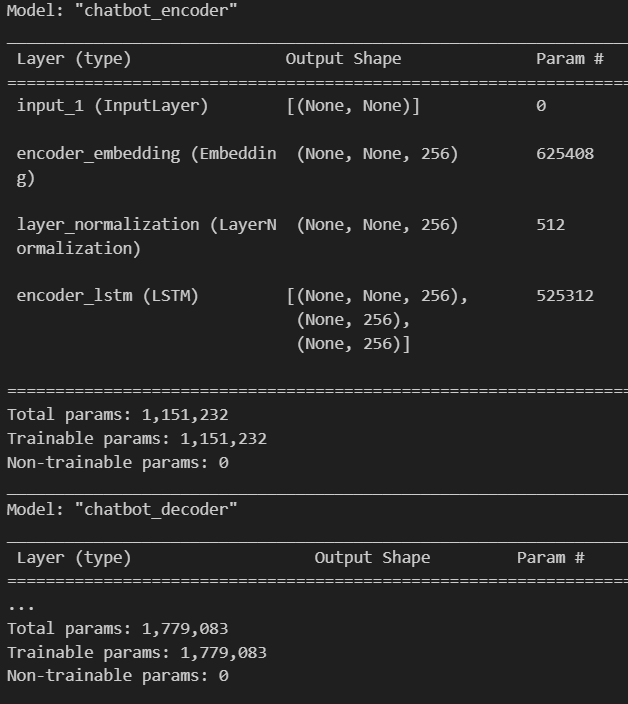 Model: "chatbot_encoder"
Layer (type) Output Shape Param #
input_1 (InputLayer) [(None, None)] 0
encoder_embedding (Embeddin (None, None, 256) 625408
g)
layer_normalization (LayerN (None, None, 256) 512
ormalization)
encoder_lstm (LSTM) [(None, None, 256), 525312
(None, 256),
(None, 256)]
Total params: 1,151,232
Trainable params: 1,151,232
Non-trainable params: 0
Model: "chatbot_decoder"
Layer (type) Output Shape Param #
...
Total params: 1,779,083
Trainable params: 1,779,083
Non-trainable params: 0